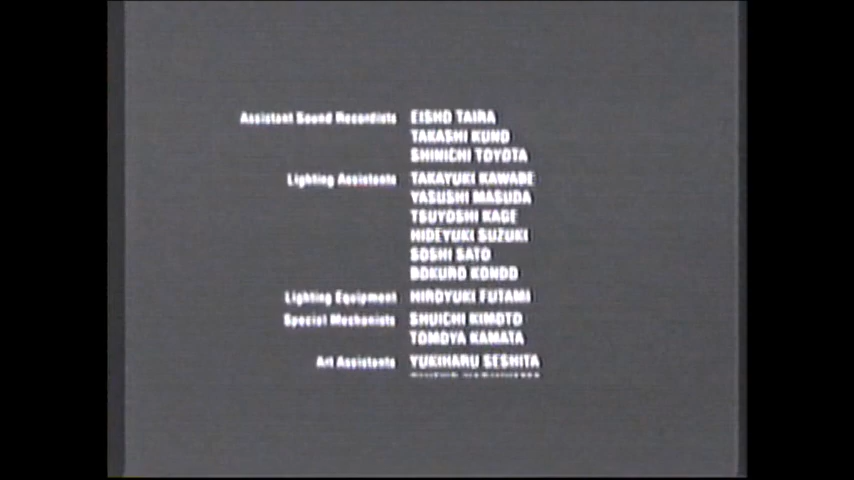 Assistant Sound Recordists EISHO TAIRA
TAKASHI KUNO
SHINICHI TOYOTA
Lighting Assistants TAKAYUKI KAWABE
YASUSHI MASUDA
TSUYOSHI KAGE
HIDEYUKI SUZUKI
SOSHI SATO
BOKURO KONDO
Lighting Equipment HIROYUKI FUTAMI
Special Mechanists SHUICHI KIMOTO
TOMOYA KAMATA
Art Assistants YUKIHARU SESHITA